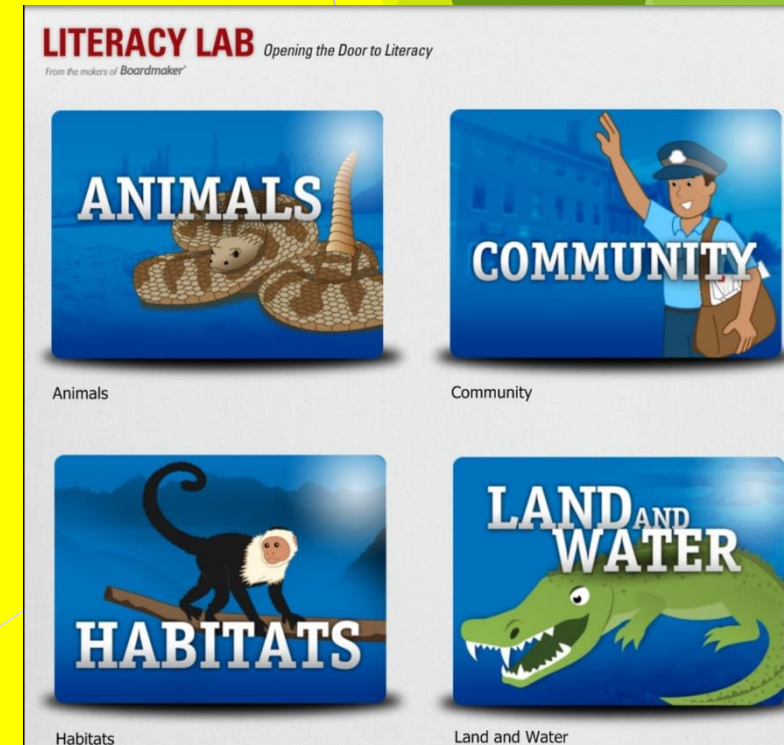 LITERACY LAB Opening the Door to Literacy
From the makers of Boardmaker®
ANIMALS
COMMUNITY
Animals
Community
HABITATS
LAND AND
WATER
Habitats
Land and Water